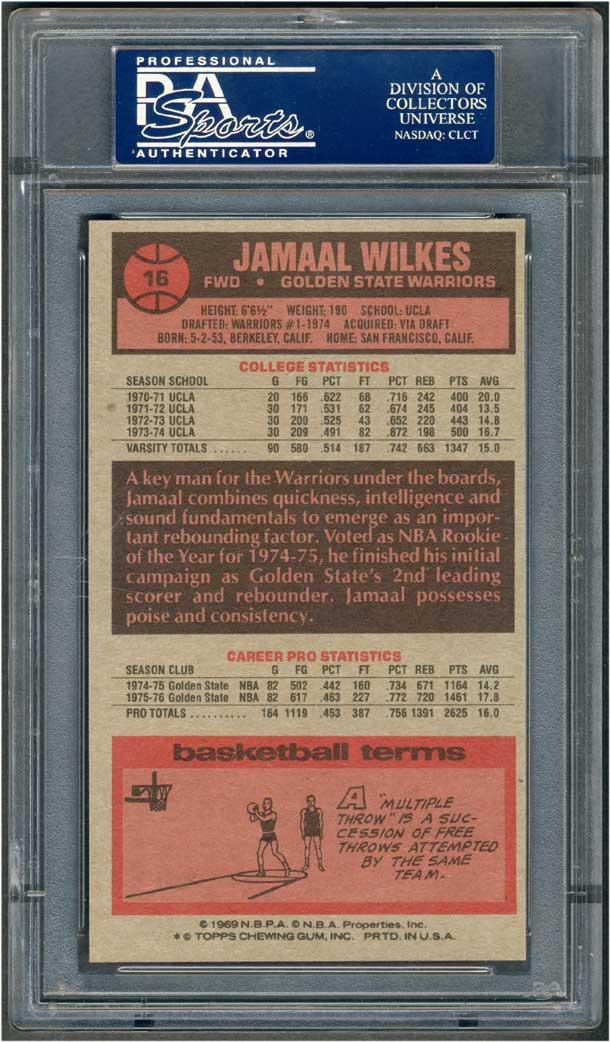 PROFESSIONAL
PSA
Sports®
AUTHENTICATOR
A
DIVISION OF
COLLECTORS
UNIVERSE
NASDAQ: CLCT
16
JAMAAL WILKES
FWD • GOLDEN STATE WARRIORS
HEIGHT: 6'6½" WEIGHT: 190 SCHOOL: UCLA
DRAFTED: WARRIORS #1-1974 ACQUIRED: VIA DRAFT
BORN: 5-2-53, BERKELEY, CALIF. HOME: SAN FRANCISCO, CALIF.
COLLEGE STATISTICS
SEASON SCHOOL G FG PCT FT PCT REB PTS AVG
1970-71 UCLA 20 166 .622 68 .716 242 400 20.0
1971-72 UCLA 30 171 .531 62 .674 245 404 13.5
1972-73 UCLA 30 200 .525 43 .652 220 443 14.8
1973-74 UCLA 30 209 .491 82 .872 198 500 16.7
VARSITY TOTALS ...... 90 580 .514 187 .742 663 1347 15.0
A key man for the Warriors under the boards,
Jamaal combines quickness, intelligence and
sound fundamentals to emerge as an impor-
tant rebounding factor. Voted as NBA Rookie
of the Year for 1974-75, he finished his initial
campaign as Golden State's 2nd leading
scorer and rebounder. Jamaal possesses
poise and consistency.
CAREER PRO STATISTICS
SEASON CLUB G FG PCT FT PCT REB PTS AVG
1974-75 Golden State NBA 82 502 .442 160 .734 671 1164 14.2
1975-76 Golden State NBA 82 617 .463 227 .772 720 1461 17.8
PRO TOTALS .......... 164 1119 .453 387 .756 1391 2625 16.0
basketball terms
A "MULTIPLE
THROW" IS A SUC-
CESSION OF FREE
THROWS ATTEMPTED
BY THE SAME
TEAM.
© 1969 N.B.P.A. © N.B.A. Properties, Inc.
* © TOPPS CHEWING GUM, INC. PRTD. IN U.S.A.